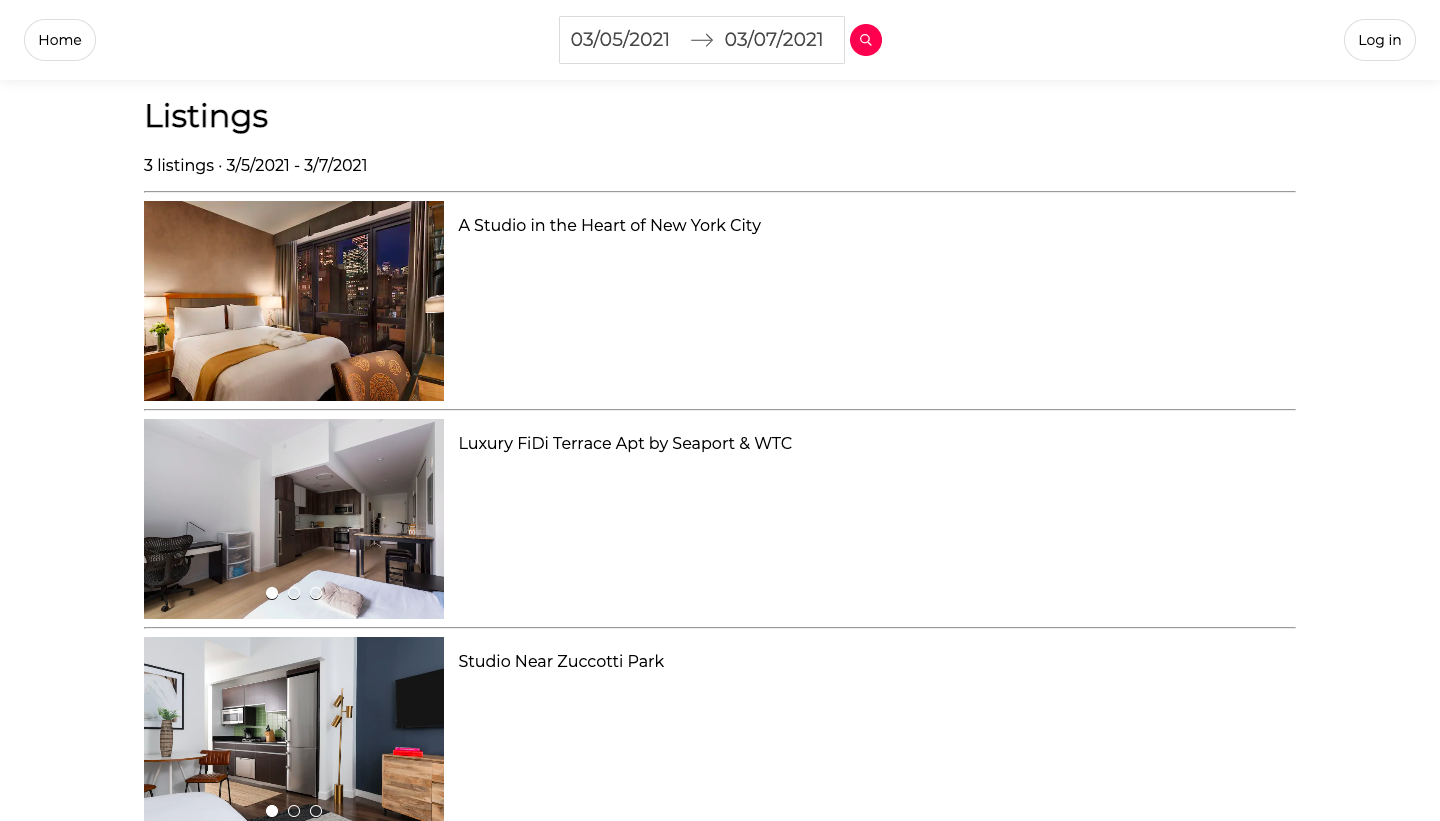 Home
03/05/2021 → 03/07/2021
Log in
Listings
3 listings · 3/5/2021 - 3/7/2021
A Studio in the Heart of New York City
Luxury FiDi Terrace Apt by Seaport & WTC
Studio Near Zuccotti Park